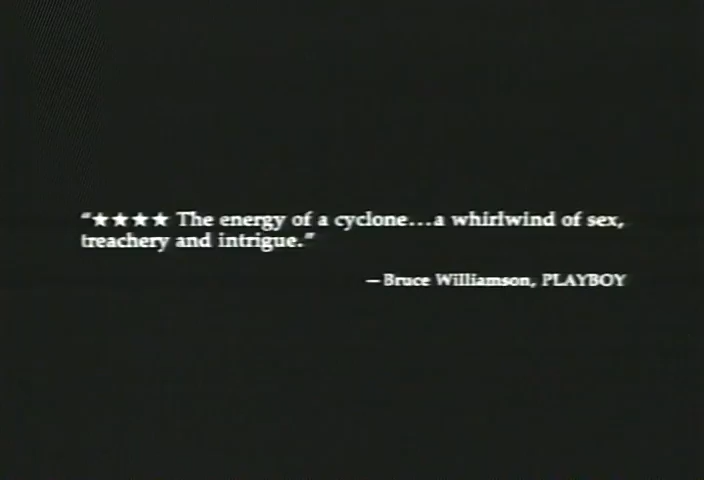 "★★★★ The energy of a cyclone...a whirlwind of sex,
treachery and intrigue."
—Bruce Williamson, PLAYBOY